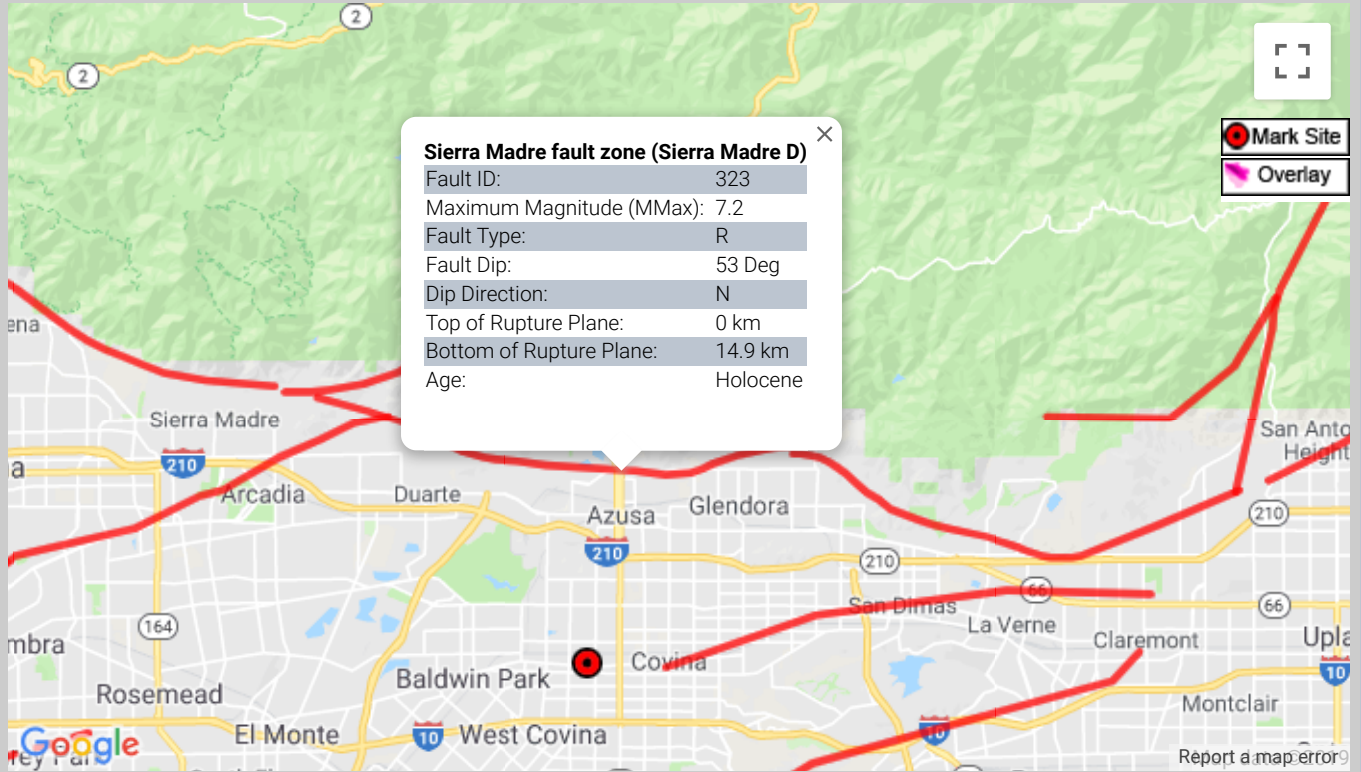 2
2
Mark Site
Overlay
Sierra Madre fault zone (Sierra Madre D)
Fault ID: 323
Maximum Magnitude (MMax): 7.2
Fault Type: R
Fault Dip: 53 Deg
Dip Direction: N
Top of Rupture Plane: 0 km
Bottom of Rupture Plane: 14.9 km
Age: Holocene
ena
Sierra Madre
San Anto
Height
210
a
Arcadia
Duarte
Glendora
Azusa
210
210
210
66
66
San Dimas
164
La Verne
Claremont
mbra
Upla
Covina
Baldwin Park
10
Rosemead
Montclair
El Monte
10
West Covina
10
Google
Report a map error